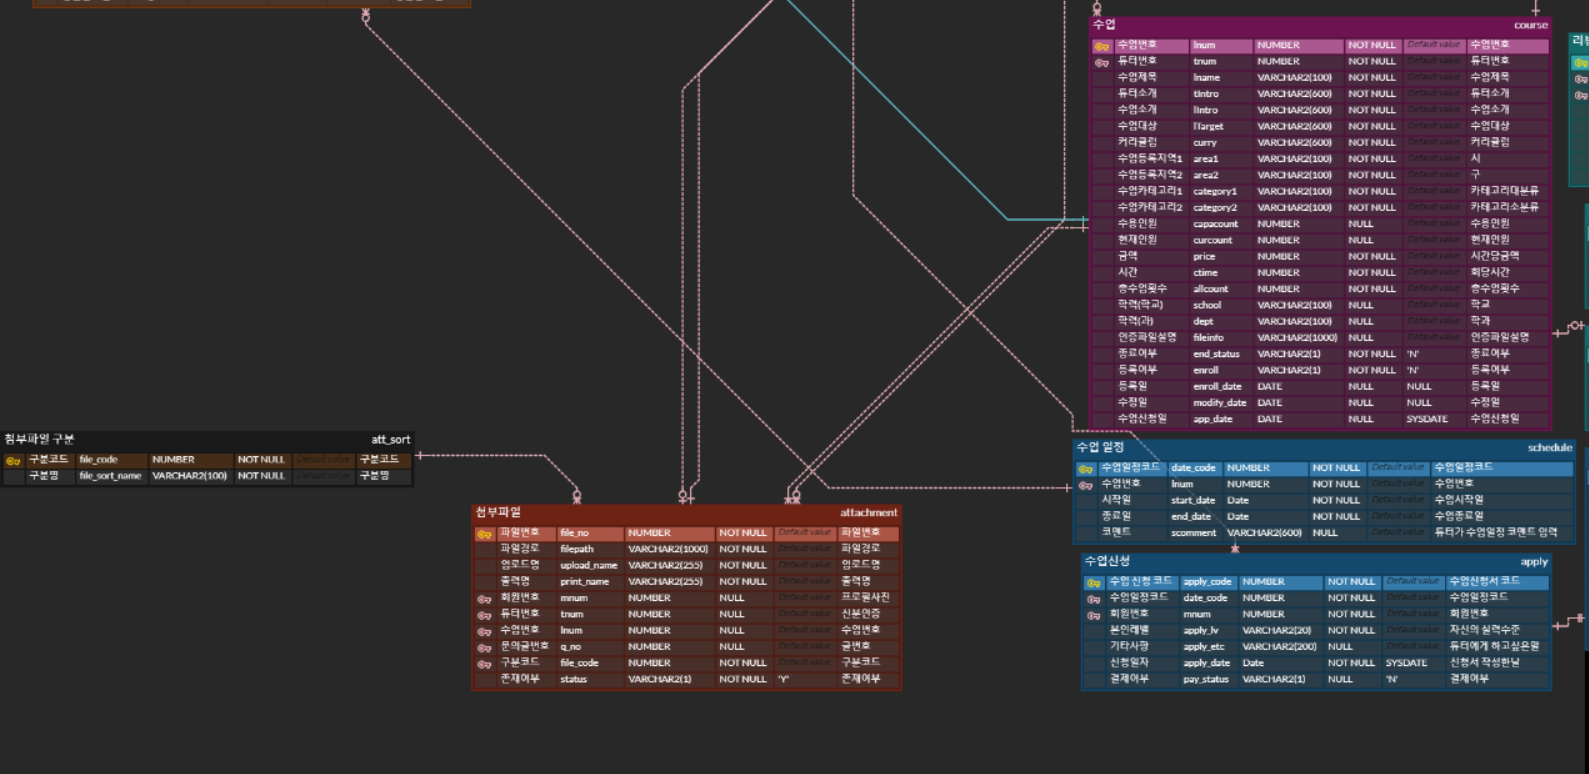 수업 course
수업번호 lnum NUMBER NOT NULL Default value 수업번호
튜터번호 tnum NUMBER NOT NULL Default value 튜터번호
수업제목 lname VARCHAR2(100) NOT NULL Default value 수업제목
튜터소개 tIntro VARCHAR2(600) NOT NULL Default value 튜터소개
수업소개 lIntro VARCHAR2(600) NOT NULL Default value 수업소개
수업대상 lTarget VARCHAR2(600) NOT NULL Default value 수업대상
커리큘럼 curry VARCHAR2(600) NOT NULL Default value 커리큘럼
수업등록지역1 area1 VARCHAR2(100) NOT NULL Default value 시
수업등록지역2 area2 VARCHAR2(100) NOT NULL Default value 구
수업카테고리1 category1 VARCHAR2(100) NOT NULL Default value 카테고리대분류
수업카테고리2 category2 VARCHAR2(100) NOT NULL Default value 카테고리소분류
수용인원 capacount NUMBER NULL Default value 수용인원
현재인원 curcount NUMBER NULL Default value 현재인원
금액 price NUMBER NOT NULL Default value 시간당금액
시간 ctime NUMBER NOT NULL Default value 회당시간
총수업횟수 allcount NUMBER NOT NULL Default value 총수업횟수
학력(학교) school VARCHAR2(100) NULL Default value 학교
학력(과) dept VARCHAR2(100) NULL Default value 학과
인증파일설명 fileinfo VARCHAR2(1000) NULL Default value 인증파일설명
종료여부 end_status VARCHAR2(1) NOT NULL 'N' 종료여부
등록여부 enroll VARCHAR2(1) NOT NULL 'N' 등록여부
등록일 enroll_date DATE NULL NULL 등록일
수정일 modify_date DATE NULL NULL 수정일
수업신청일 app_date DATE NULL SYSDATE 수업신청일
첨부파일 구분 att_sort
구분코드 file_code NUMBER NOT NULL Default value 구분코드
구분명 file_sort_name VARCHAR2(100) NOT NULL Default value 구분명
수업 일정 schedule
수업일정코드 date_code NUMBER NOT NULL Default value 수업일정코드
수업번호 lnum NUMBER NOT NULL Default value 수업번호
시작일 start_date Date NOT NULL Default value 수업시작일
종료일 end_date Date NOT NULL Default value 수업종료일
코멘트 scomment VARCHAR2(600) NULL Default value 튜터가 수업일정 코멘트 입력
첨부파일 attachment
파일번호 file_no NUMBER NOT NULL Default value 파일번호
파일경로 filepath VARCHAR2(1000) NOT NULL Default value 파일경로
업로드명 upload_name VARCHAR2(255) NOT NULL Default value 업로드명
출력명 print_name VARCHAR2(255) NOT NULL Default value 출력명
회원번호 mnum NUMBER NULL Default value 프로필사진
튜터번호 tnum NUMBER NULL Default value 신분인증
수업번호 lnum NUMBER NULL Default value 수업번호
문의글번호 q_no NUMBER NULL Default value 글번호
구분코드 file_code NUMBER NOT NULL Default value 구분코드
존재여부 status VARCHAR2(1) NOT NULL 'Y' 존재여부
수업신청 apply
수업 신청 코드 apply_code NUMBER NOT NULL Default value 수업신청서 코드
수업일정코드 date_code NUMBER NOT NULL Default value 수업일정코드
회원번호 mnum NUMBER NOT NULL Default value 회원번호
본인레벨 apply_lv VARCHAR2(20) NOT NULL Default value 자신의 실력수준
기타사항 apply_etc VARCHAR2(200) NULL Default value 튜터에게 하고싶은말
신청일자 apply_date Date NOT NULL SYSDATE 신청서 작성한날
결제여부 pay_status VARCHAR2(1) NULL 'N' 결제여부